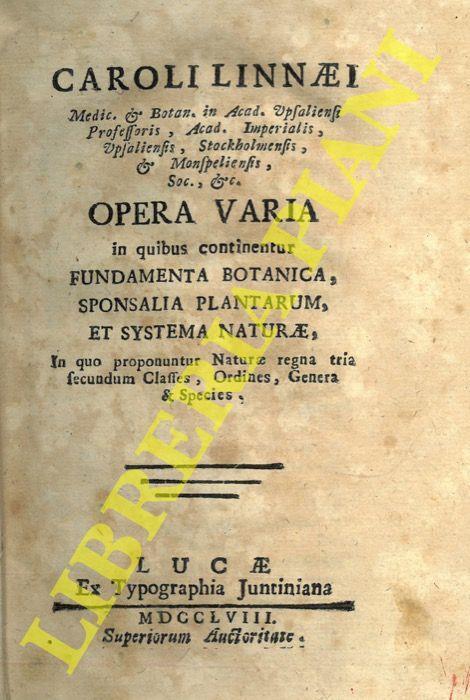 CAROLI LINNÆI
Medic. & Botan. in Acad. Vpſalienſi
Profeſſoris, Acad. Imperialis,
Vpſalienſis, Stockholmenſis,
& Monſpelienſis,
Soc., &c.
OPERA VARIA
in quibus continentur
FUNDAMENTA BOTANICA,
SPONSALIA PLANTARUM,
ET SYSTEMA NATURÆ,
In quo proponuntur Naturæ regna tria
ſecundum Claſſes, Ordines, Genera
& Species.
LUCÆ
Ex Typographia Juntiniana
MDCCLVIII.
Superiorum Auctoritate.
LIBRERIA PIANI